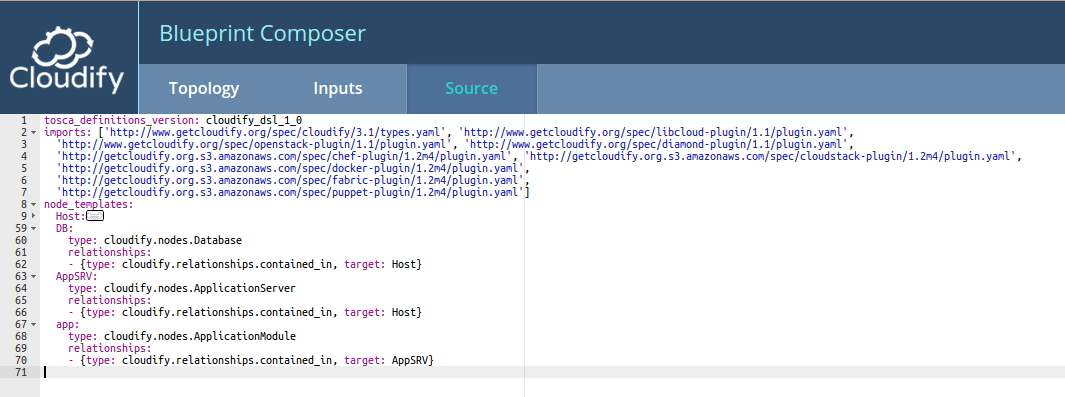 Cloudify
Blueprint Composer
Topology Inputs Source
1 tosca_definitions_version: cloudify_dsl_1_0
2 imports: ['http://www.getcloudify.org/spec/cloudify/3.1/types.yaml', 'http://www.getcloudify.org/spec/libcloud-plugin/1.1/plugin.yaml',
3 'http://www.getcloudify.org/spec/openstack-plugin/1.1/plugin.yaml', 'http://www.getcloudify.org/spec/diamond-plugin/1.1/plugin.yaml',
4 'http://getcloudify.org.s3.amazonaws.com/spec/chef-plugin/1.2m4/plugin.yaml', 'http://getcloudify.org.s3.amazonaws.com/spec/cloudstack-plugin/1.2m4/plugin.yaml',
5 'http://getcloudify.org.s3.amazonaws.com/spec/docker-plugin/1.2m4/plugin.yaml',
6 'http://getcloudify.org.s3.amazonaws.com/spec/fabric-plugin/1.2m4/plugin.yaml',
7 'http://getcloudify.org.s3.amazonaws.com/spec/puppet-plugin/1.2m4/plugin.yaml']
8 node_templates:
9 Host:
59 DB:
60 type: cloudify.nodes.Database
61 relationships:
62 - {type: cloudify.relationships.contained_in, target: Host}
63 AppSRV:
64 type: cloudify.nodes.ApplicationServer
65 relationships:
66 - {type: cloudify.relationships.contained_in, target: Host}
67 app:
68 type: cloudify.nodes.ApplicationModule
69 relationships:
70 - {type: cloudify.relationships.contained_in, target: AppSRV}
71